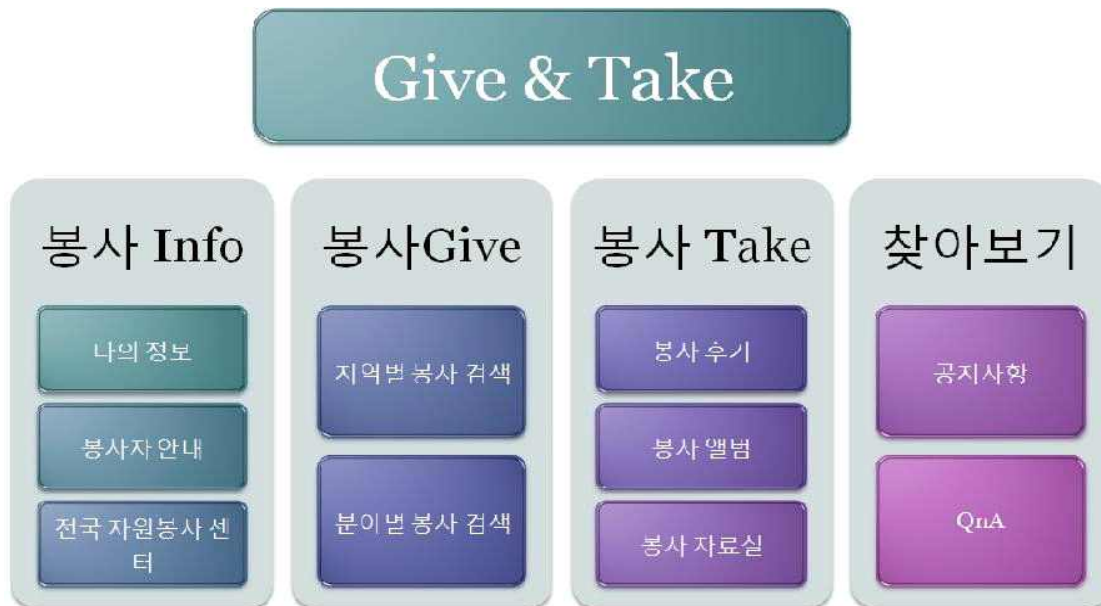 Give & Take
봉사 Info
나의 정보
봉사자 안내
전국 자원봉사 센
터
봉사Give
지역별 봉사 검색
분야별 봉사 검색
봉사 Take
봉사 후기
봉사 앨범
봉사 자료실
찾아보기
공지사항
QnA